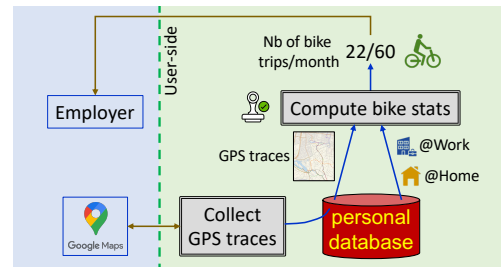 User-side
Nb of bike
trips/month
22/60
Employer
Compute bike stats
GPS traces
@Work
@Home
Google Maps
Collect
GPS traces
personal
database